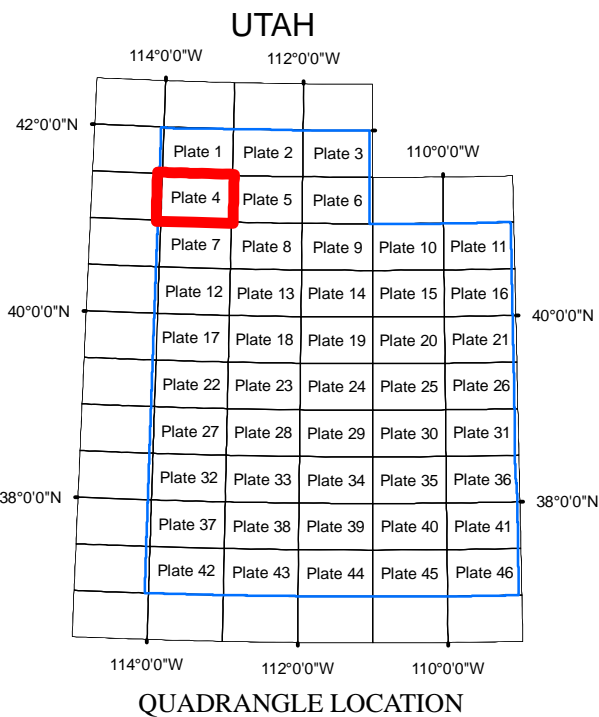 UTAH
114°0'0"W 112°0'0"W
42°0'0"N
Plate 1 Plate 2 Plate 3 110°0'0"W
Plate 4 Plate 5 Plate 6
Plate 7 Plate 8 Plate 9 Plate 10 Plate 11
Plate 12 Plate 13 Plate 14 Plate 15 Plate 16
40°0'0"N 40°0'0"N
Plate 17 Plate 18 Plate 19 Plate 20 Plate 21
Plate 22 Plate 23 Plate 24 Plate 25 Plate 26
Plate 27 Plate 28 Plate 29 Plate 30 Plate 31
Plate 32 Plate 33 Plate 34 Plate 35 Plate 36
38°0'0"N 38°0'0"N
Plate 37 Plate 38 Plate 39 Plate 40 Plate 41
Plate 42 Plate 43 Plate 44 Plate 45 Plate 46
114°0'0"W 112°0'0"W 110°0'0"W
QUADRANGLE LOCATION